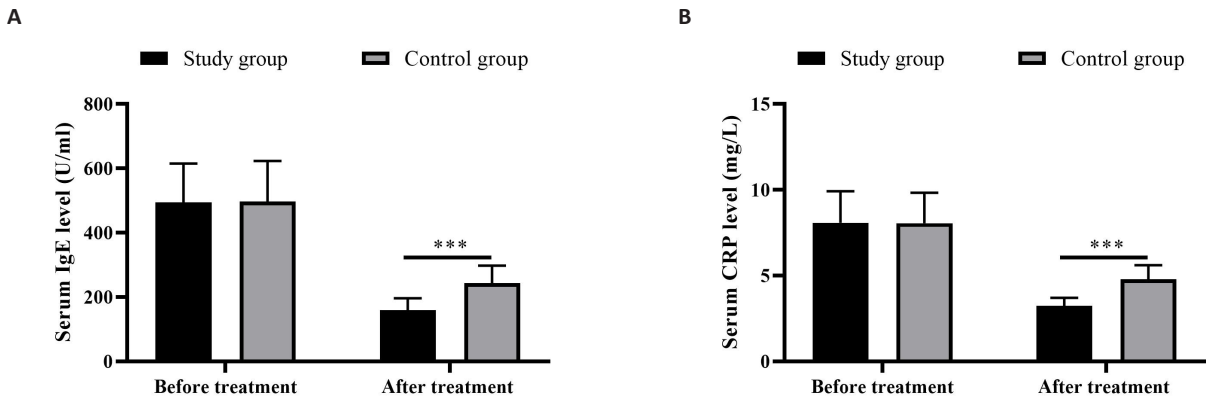 A
Study group
Control group
Serum IgE level (U/ml)
800
600
400
200
0
***
Before treatment
After treatment
B
Study group
Control group
Serum CRP level (mg/L)
15
10
5
0
***
Before treatment
After treatment